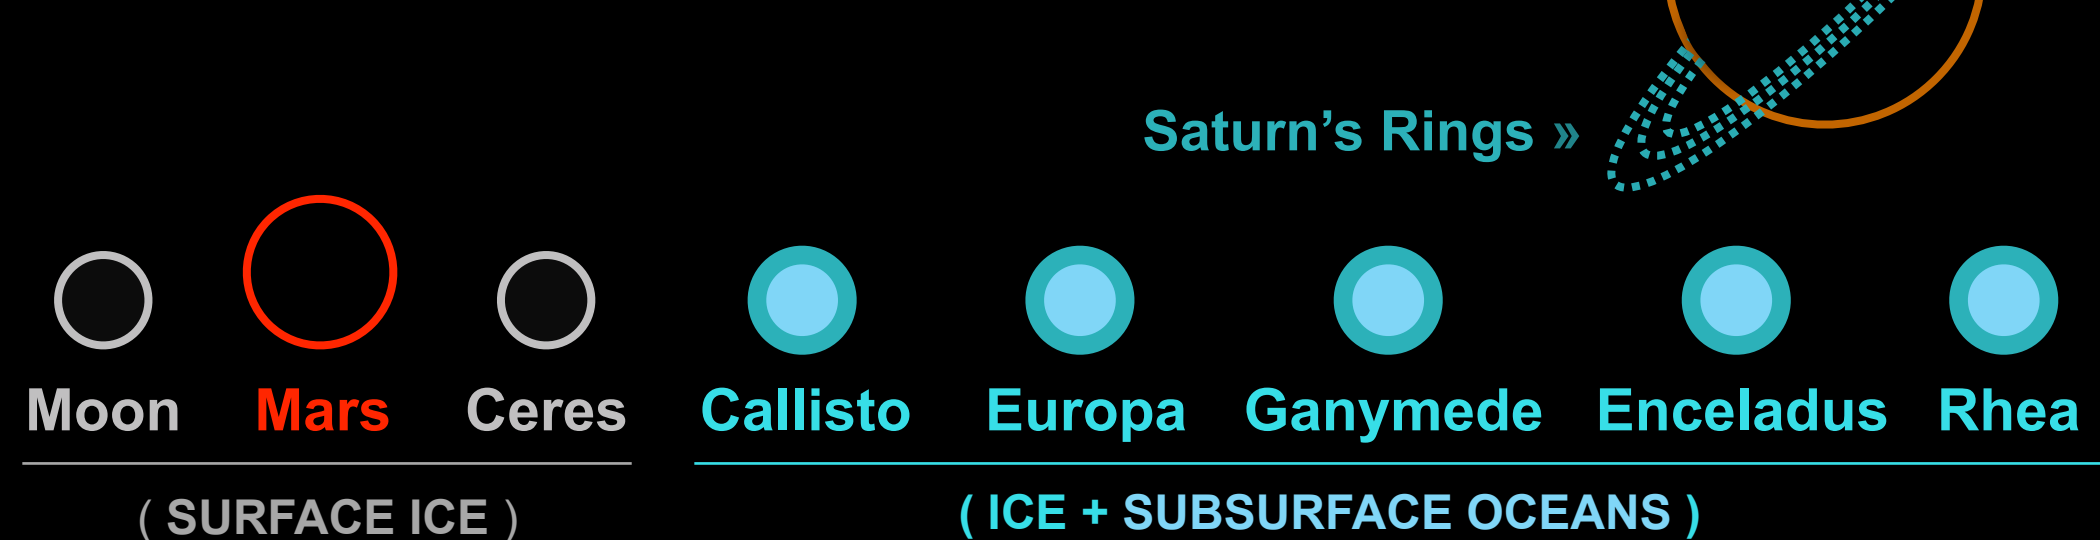 Saturn’s Rings »
Moon Mars Ceres Callisto Europa Ganymede Enceladus Rhea
( SURFACE ICE ) ( ICE + SUBSURFACE OCEANS )